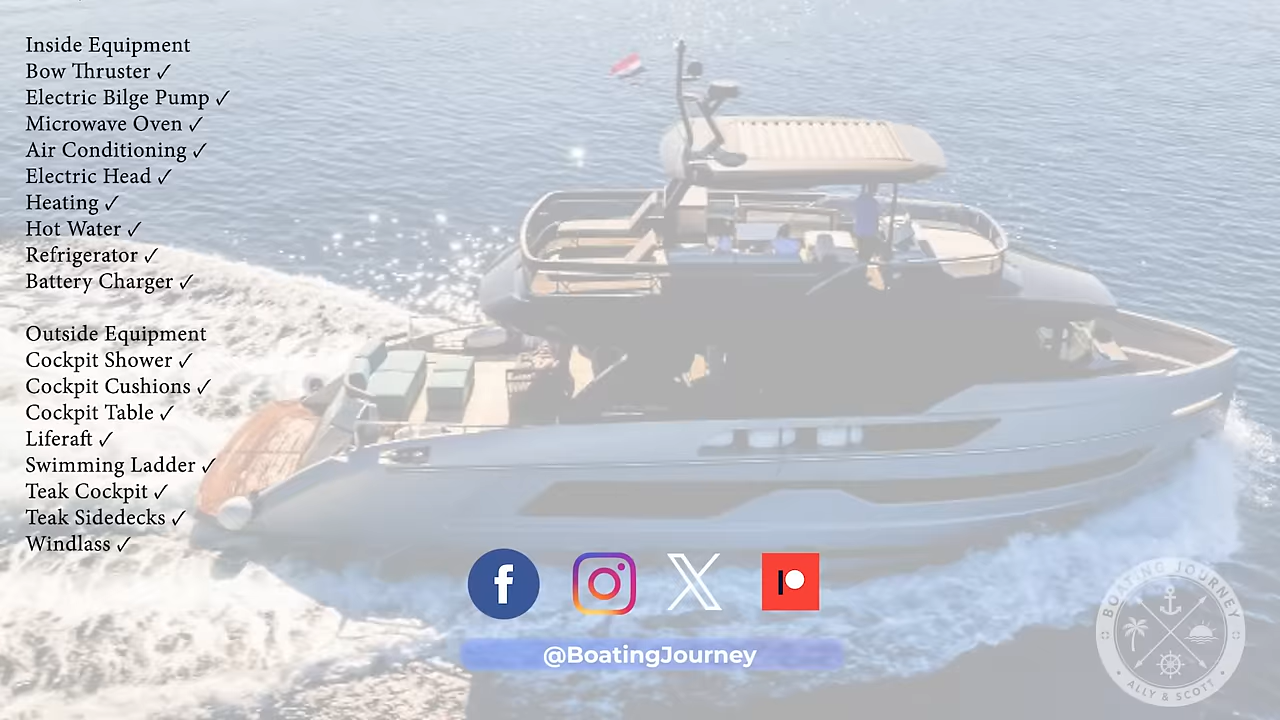 Inside Equipment
Bow Thruster ✓
Electric Bilge Pump ✓
Microwave Oven ✓
Air Conditioning ✓
Electric Head ✓
Heating ✓
Hot Water ✓
Refrigerator ✓
Battery Charger ✓
Outside Equipment
Cockpit Shower ✓
Cockpit Cushions ✓
Cockpit Table ✓
Liferaft ✓
Swimming Ladder ✓
Teak Cockpit ✓
Teak Sidedecks ✓
Windlass ✓
@BoatingJourney
BOATING JOURNEY
• ALLY & SCOTT •